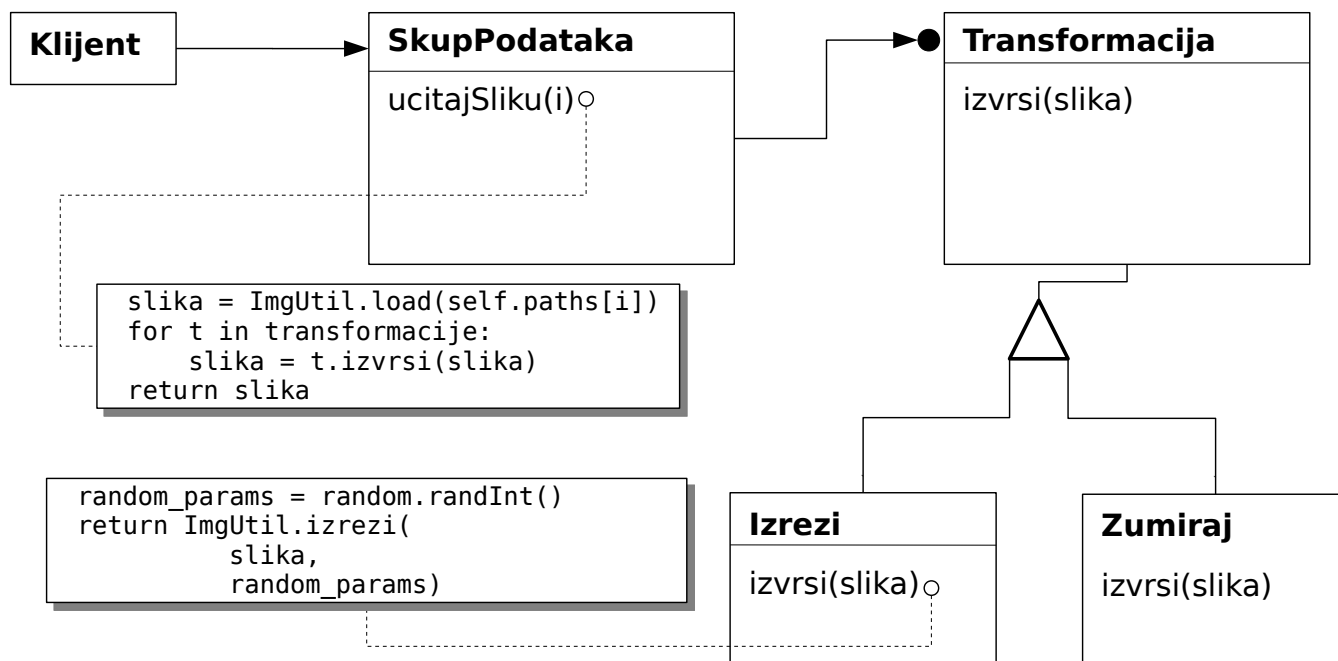 Klijent
SkupPodataka
ucitajSliku(i)
Transformacija
izvrsi(slika)
slika = ImgUtil.load(self.paths[i])
for t in transformacije:
    slika = t.izvrsi(slika)
return slika
random_params = random.randInt()
return ImgUtil.izrezi(
          slika,
          random_params)
Izrezi
izvrsi(slika)
Zumiraj
izvrsi(slika)